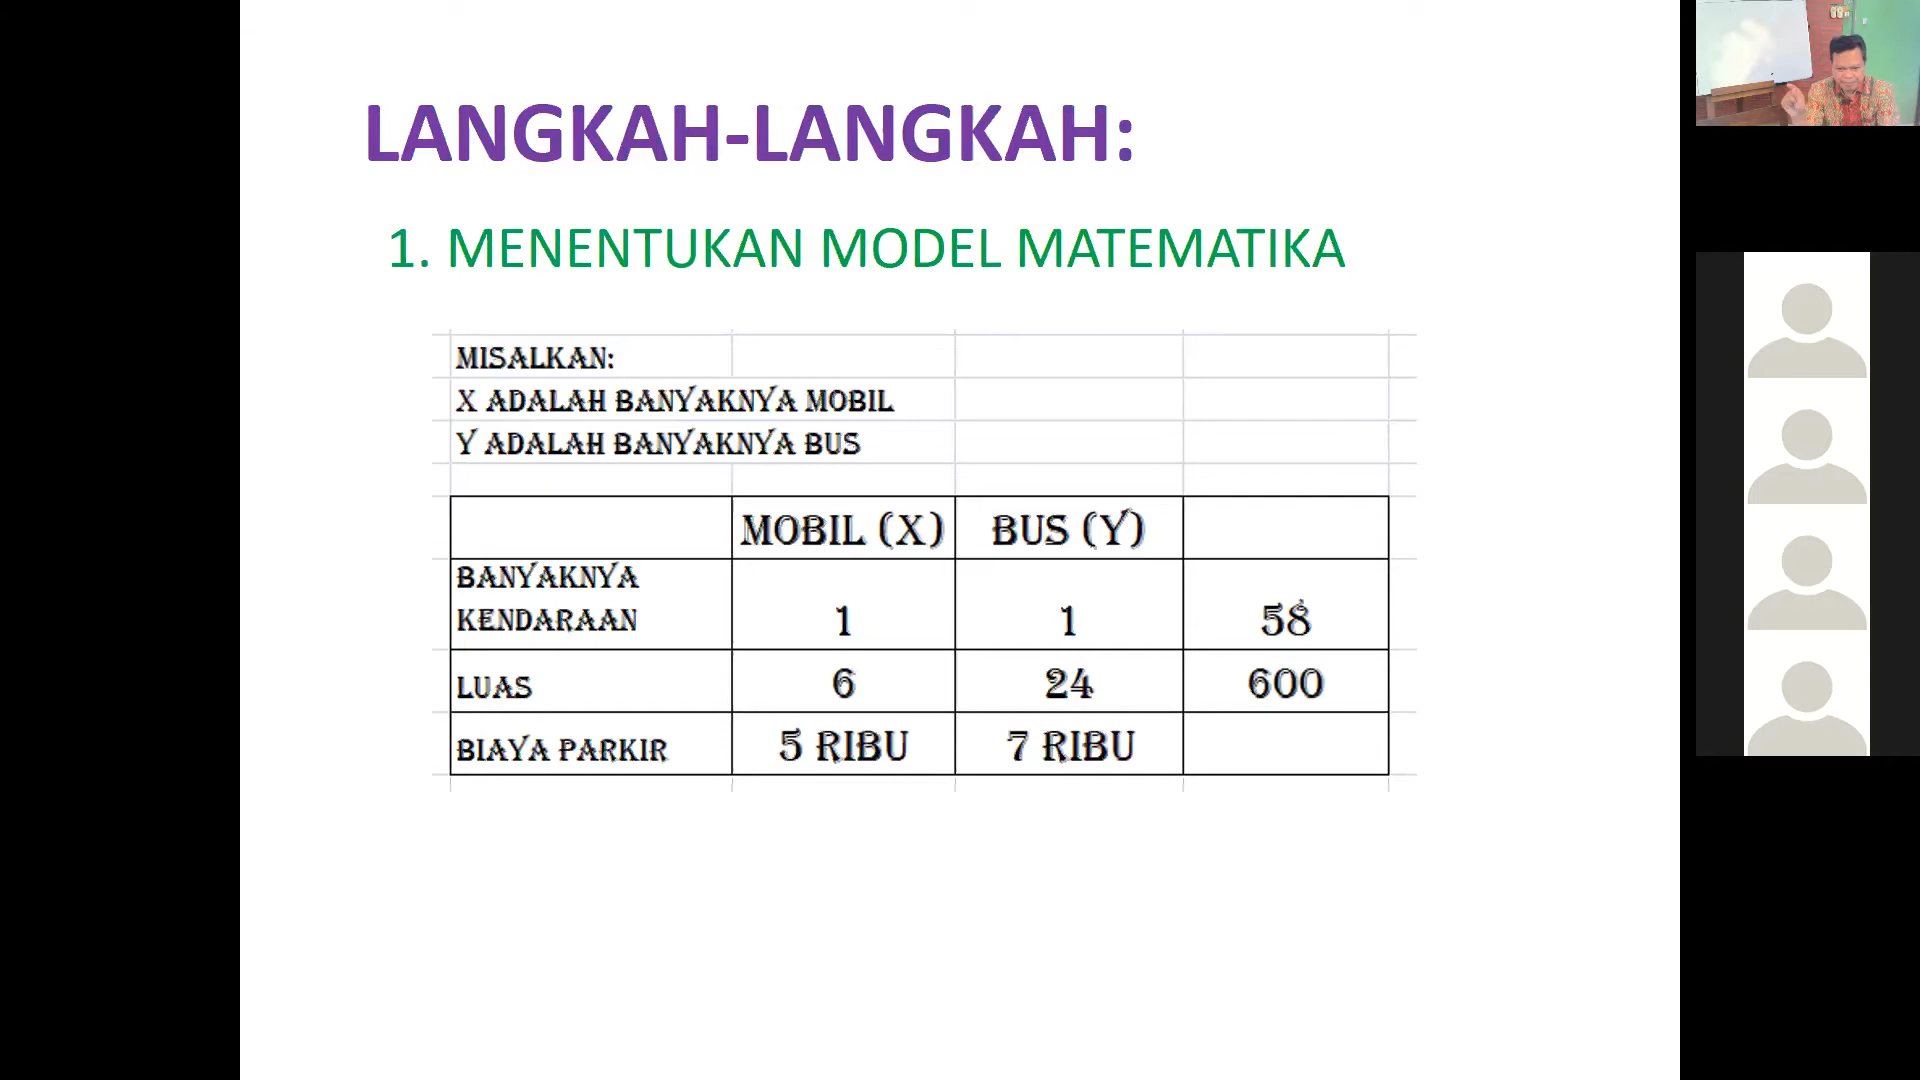 LANGKAH-LANGKAH:
1. MENENTUKAN MODEL MATEMATIKA
MISALKAN:
X ADALAH BANYAKNYA MOBIL
Y ADALAH BANYAKNYA BUS
MOBIL (X) BUS (Y)
BANYAKNYA
KENDARAAN 1 1 58
LUAS 6 24 600
BIAYA PARKIR 5 RIBU 7 RIBU